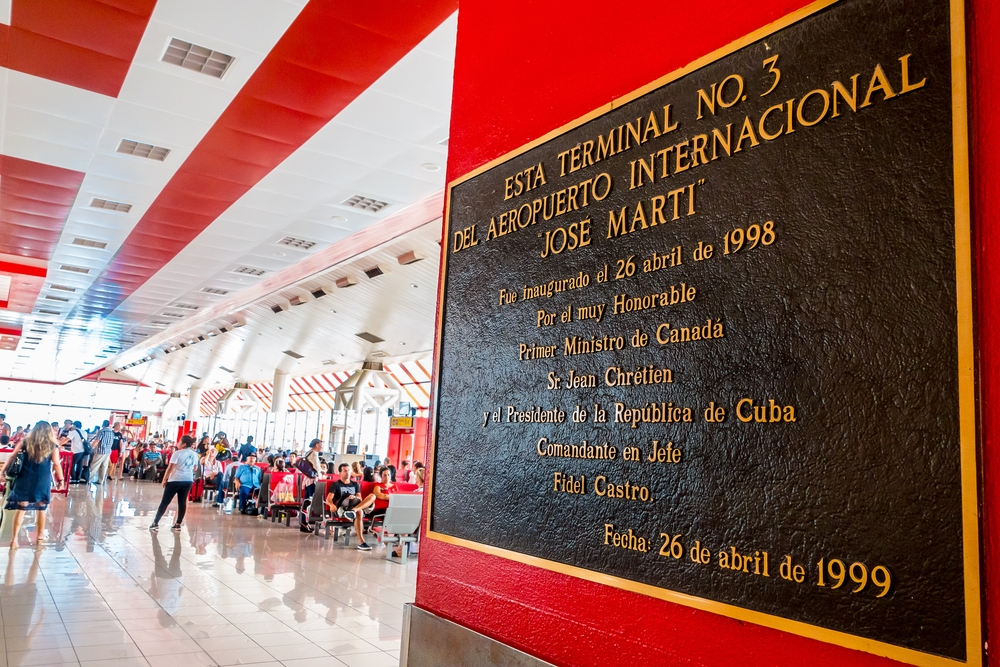 ESTA TERMINAL NO. 3
DEL AEROPUERTO INTERNACIONAL
"JOSÉ MARTI"
Fue inaugurado el 26 abril de 1998
Por el muy Honorable
Primer Ministro de Canadá
Sr. Jean Chrétien
y el Presidente de la República de Cuba
Comandante en Jefe
Fidel Castro.
Fecha: 26 de abril de 1999